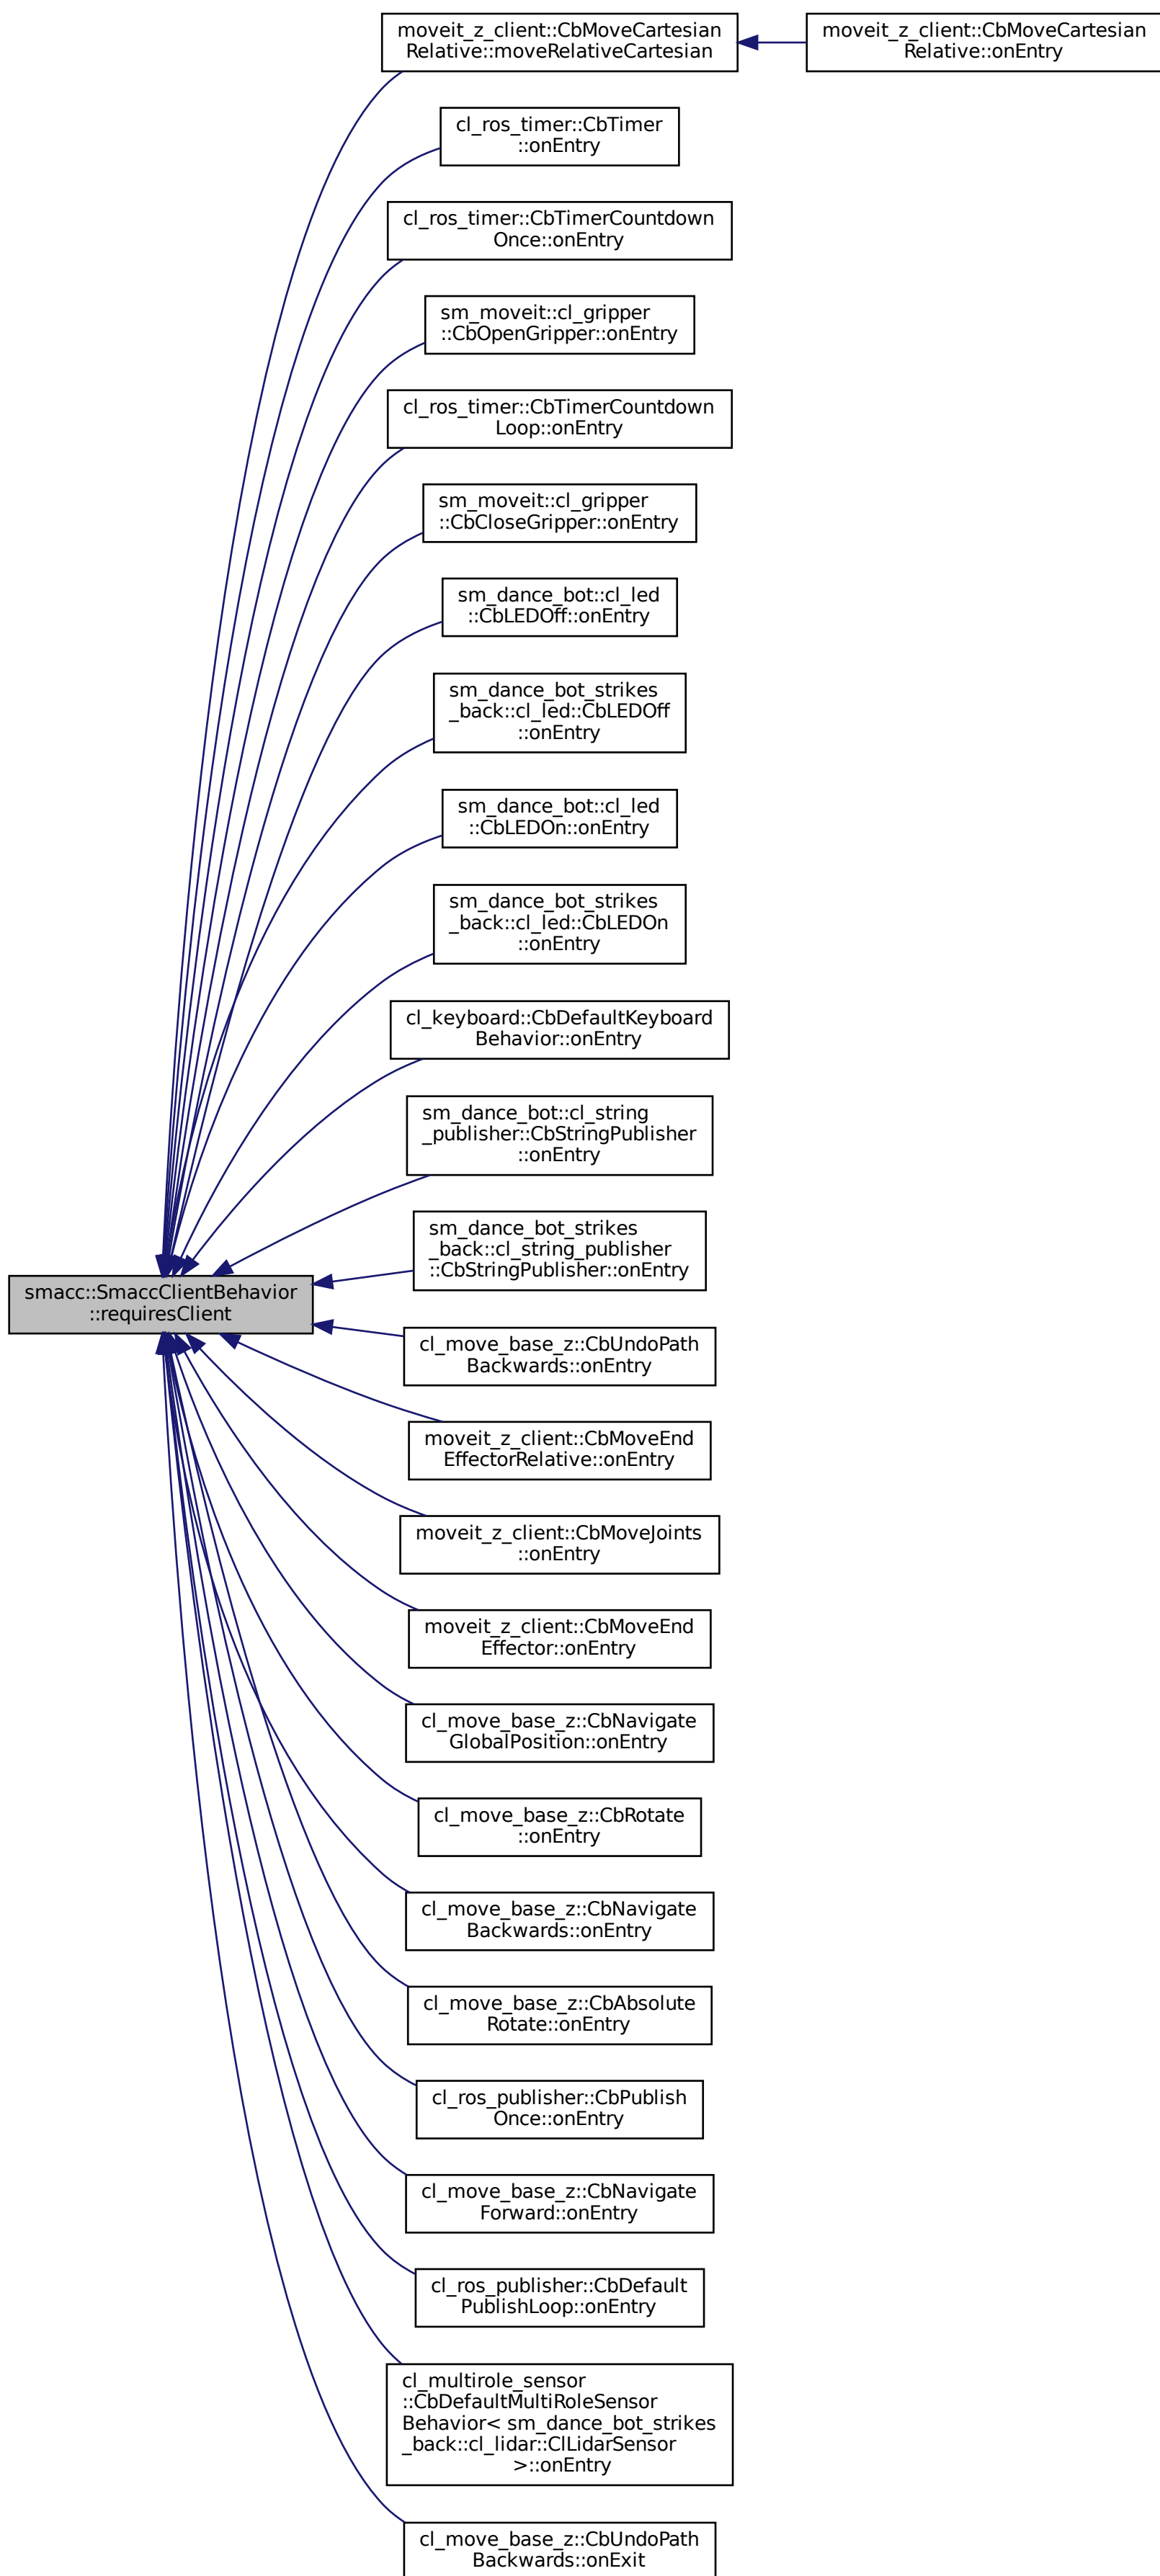 moveit_z_client::CbMoveCartesian
Relative::moveRelativeCartesian
moveit_z_client::CbMoveCartesian
Relative::onEntry
cl_ros_timer::CbTimer
::onEntry
cl_ros_timer::CbTimerCountdown
Once::onEntry
sm_moveit::cl_gripper
::CbOpenGripper::onEntry
cl_ros_timer::CbTimerCountdown
Loop::onEntry
sm_moveit::cl_gripper
::CbCloseGripper::onEntry
sm_dance_bot::cl_led
::CbLEDOff::onEntry
sm_dance_bot_strikes
_back::cl_led::CbLEDOff
::onEntry
sm_dance_bot::cl_led
::CbLEDOn::onEntry
sm_dance_bot_strikes
_back::cl_led::CbLEDOn
::onEntry
cl_keyboard::CbDefaultKeyboard
Behavior::onEntry
sm_dance_bot::cl_string
_publisher::CbStringPublisher
::onEntry
sm_dance_bot_strikes
_back::cl_string_publisher
::CbStringPublisher::onEntry
smacc::SmaccClientBehavior
::requiresClient
cl_move_base_z::CbUndoPath
Backwards::onEntry
moveit_z_client::CbMoveEnd
EffectorRelative::onEntry
moveit_z_client::CbMoveJoints
::onEntry
moveit_z_client::CbMoveEnd
Effector::onEntry
cl_move_base_z::CbNavigate
GlobalPosition::onEntry
cl_move_base_z::CbRotate
::onEntry
cl_move_base_z::CbNavigate
Backwards::onEntry
cl_move_base_z::CbAbsolute
Rotate::onEntry
cl_ros_publisher::CbPublish
Once::onEntry
cl_move_base_z::CbNavigate
Forward::onEntry
cl_ros_publisher::CbDefault
PublishLoop::onEntry
cl_multirole_sensor
::CbDefaultMultiRoleSensor
Behavior< sm_dance_bot_strikes
_back::cl_lidar::ClLidarSensor
>::onEntry
cl_move_base_z::CbUndoPath
Backwards::onExit